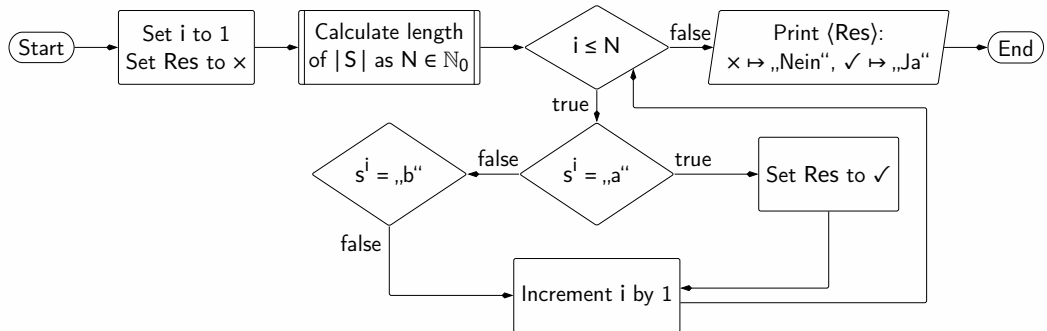 Start
Set i to 1
Set Res to ×
Calculate length
of | S | as N ∈ ℕ₀
i ≤ N
false
Print ⟨Res⟩:
× ↦ „Nein“, ✓ ↦ „Ja“
End
true
sⁱ = „b“
false
sⁱ = „a“
true
Set Res to ✓
false
Increment i by 1